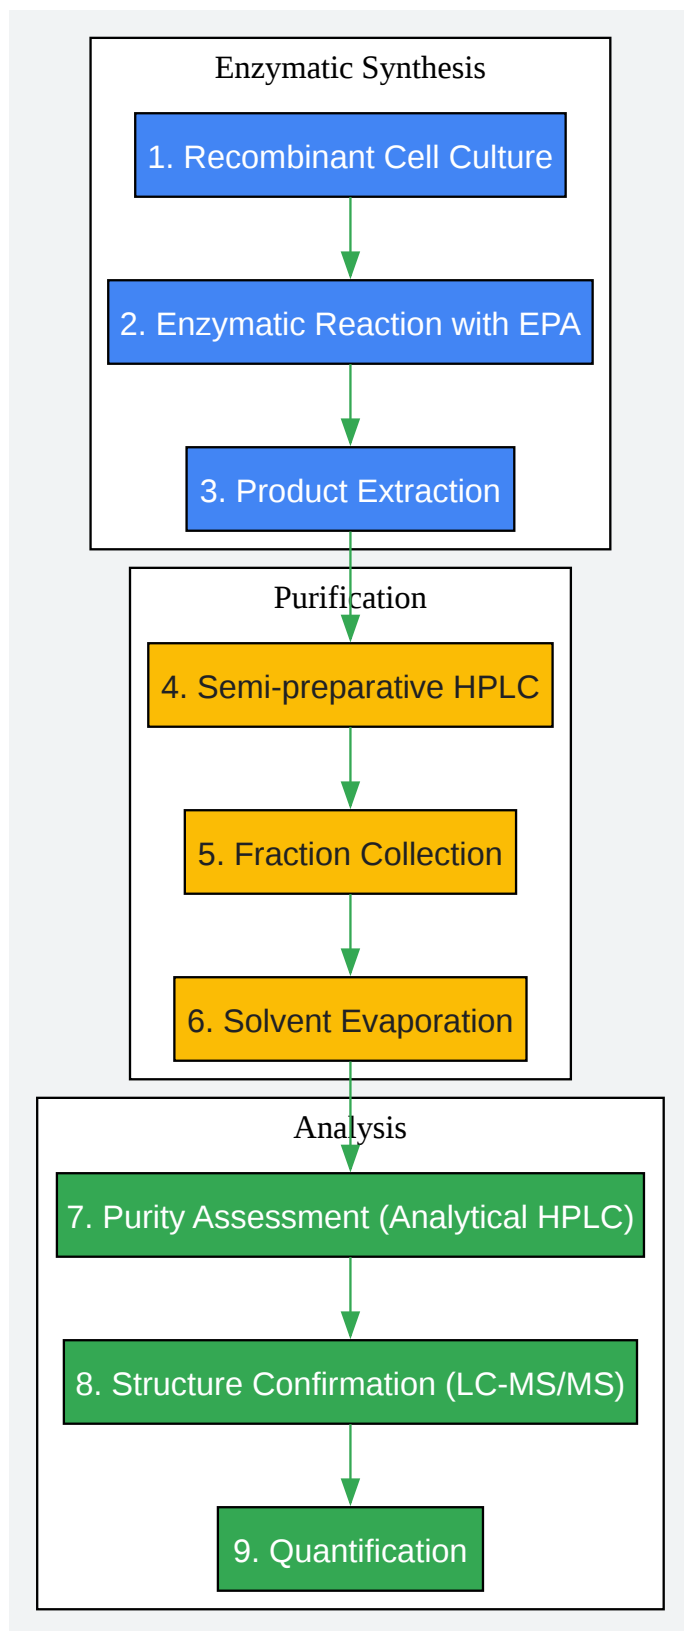 Enzymatic Synthesis
1. Recombinant Cell Culture
2. Enzymatic Reaction with EPA
3. Product Extraction
Purification
4. Semi-preparative HPLC
5. Fraction Collection
6. Solvent Evaporation
Analysis
7. Purity Assessment (Analytical HPLC)
8. Structure Confirmation (LC-MS/MS)
9. Quantification